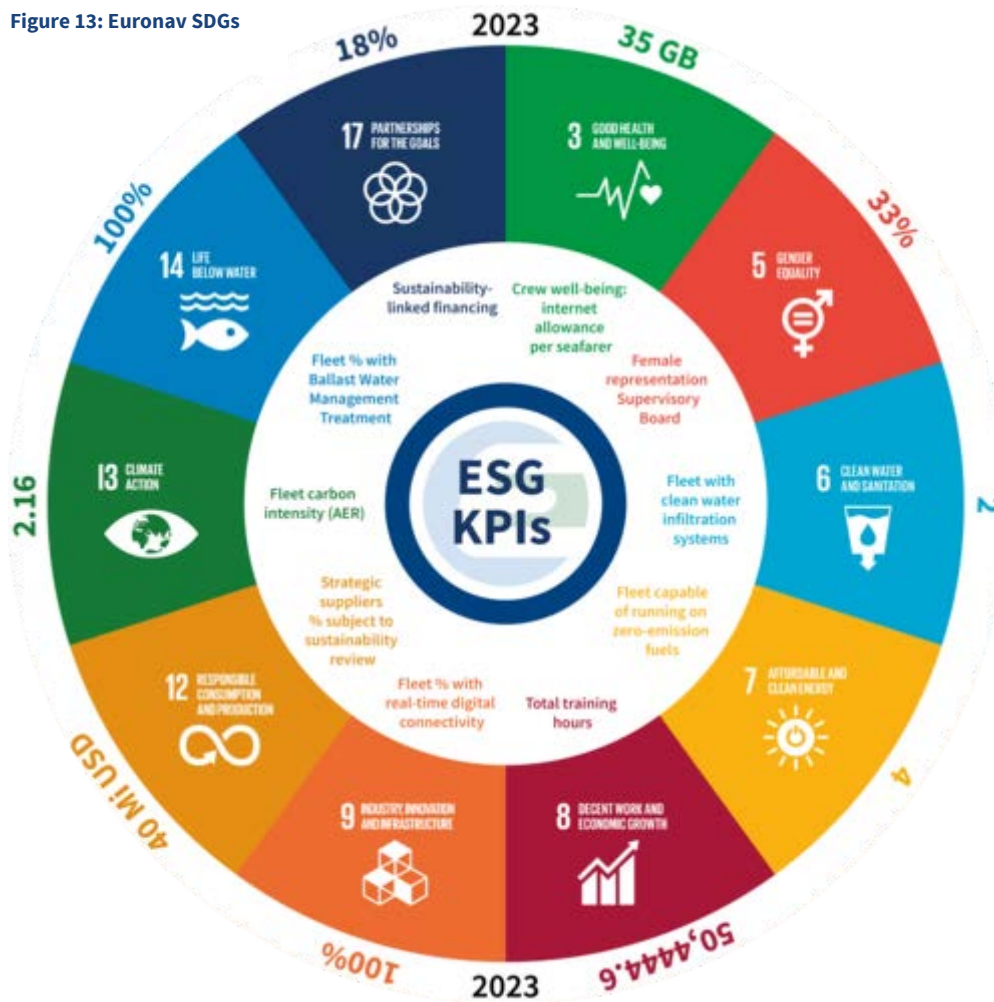 Figure 13: Euronav SDGs
2023
35 GB
3 GOOD HEALTH
AND WELL-BEING
Crew well-being:
internet
allowance
per seafarer
33%
5 GENDER
EQUALITY
Female
representation
Supervisory
Board
2
6 CLEAN WATER
AND SANITATION
Fleet with
clean water
infiltration
systems
4
7 AFFORDABLE AND
CLEAN ENERGY
Fleet capable
of running on
zero-emission
fuels
50,4444.6
8 DECENT WORK AND
ECONOMIC GROWTH
Total training
hours
2023
100%
9 INDUSTRY, INNOVATION
AND INFRASTRUCTURE
Fleet % with
real-time digital
connectivity
40 Mi USD
12 RESPONSIBLE
CONSUMPTION
AND PRODUCTION
Strategic
suppliers
% subject to
sustainability
review
2.16
13 CLIMATE
ACTION
Fleet carbon
intensity (AER)
100%
14 LIFE
BELOW WATER
Fleet % with
Ballast Water
Management
Treatment
18%
17 PARTNERSHIPS
FOR THE GOALS
Sustainability-
linked financing
ESG
KPIs